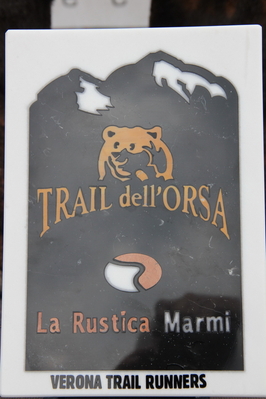 TRAIL dell'ORSA
La Rustica Marmi
VERONA TRAIL RUNNERS